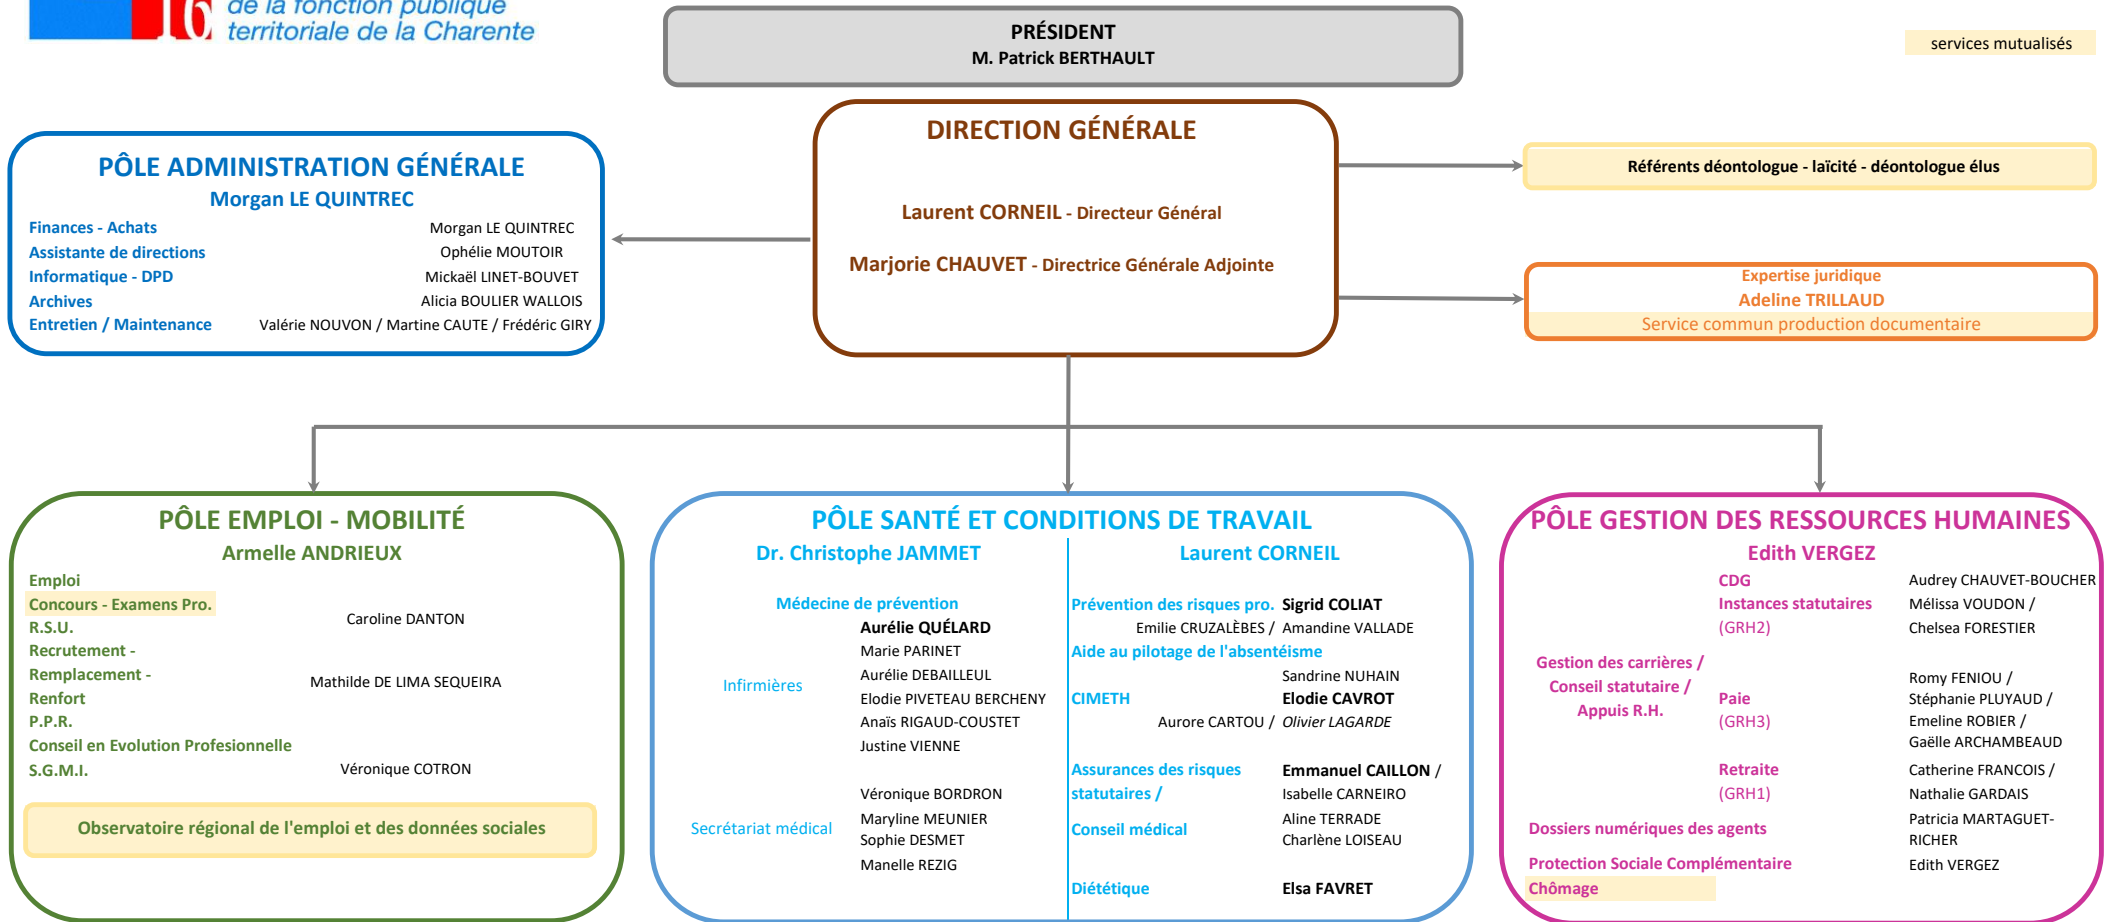 16
de la fonction publique
territoriale de la Charente
PRÉSIDENT
M. Patrick BERTHAULT
services mutualisés
DIRECTION GÉNÉRALE
Laurent CORNEIL - Directeur Général
Marjorie CHAUVET - Directrice Générale Adjointe
PÔLE ADMINISTRATION GÉNÉRALE
Morgan LE QUINTREC
Finances - Achats Morgan LE QUINTREC
Assistante de directions Ophélie MOUTOIR
Informatique - DPD Mickaël LINET-BOUVET
Archives Alicia BOULIER WALLOIS
Entretien / Maintenance Valérie NOUVON / Martine CAUTE / Frédéric GIRY
Référents déontologue - laïcité - déontologue élus
Expertise juridique
Adeline TRILLAUD
Service commun production documentaire
PÔLE EMPLOI - MOBILITÉ
Armelle ANDRIEUX
Emploi
Concours - Examens Pro.
Caroline DANTON
R.S.U.
Recrutement -
Remplacement -
Mathilde DE LIMA SEQUEIRA
Renfort
P.P.R.
Conseil en Evolution Profesionnelle
S.G.M.I. Véronique COTRON
Observatoire régional de l'emploi et des données sociales
PÔLE SANTÉ ET CONDITIONS DE TRAVAIL
Dr. Christophe JAMMET
Médecine de prévention
Aurélie QUÉLARD
Marie PARINET
Aurélie DEBAILLEUL
Infirmières
Elodie PIVETEAU BERCHENY
Anaïs RIGAUD-COUSTET
Justine VIENNE
Véronique BORDRON
Maryline MEUNIER
Secrétariat médical
Sophie DESMET
Manelle REZIG
Laurent CORNEIL
Prévention des risques pro. Sigrid COLIAT
Emilie CRUZALÈBES / Amandine VALLADE
Aide au pilotage de l'absentéisme
Sandrine NUHAIN
CIMETH Elodie CAVROT
Aurore CARTOU / Olivier LAGARDE
Assurances des risques Emmanuel CAILLON /
statutaires / Isabelle CARNEIRO
Aline TERRADE
Conseil médical
Charlène LOISEAU
Diététique Elsa FAVRET
PÔLE GESTION DES RESSOURCES HUMAINES
Edith VERGEZ
CDG Audrey CHAUVET-BOUCHER
Instances statutaires Mélissa VOUDON /
(GRH2) Chelsea FORESTIER
Gestion des carrières /
Conseil statutaire /
Appuis R.H.
Romy FENIOU /
Paie Stéphanie PLUYAUD /
(GRH3) Emeline ROBIER /
Gaëlle ARCHAMBEAUD
Retraite Catherine FRANCOIS /
(GRH1) Nathalie GARDAIS
Dossiers numériques des agents Patricia MARTAGUET-
RICHER
Protection Sociale Complémentaire Edith VERGEZ
Chômage